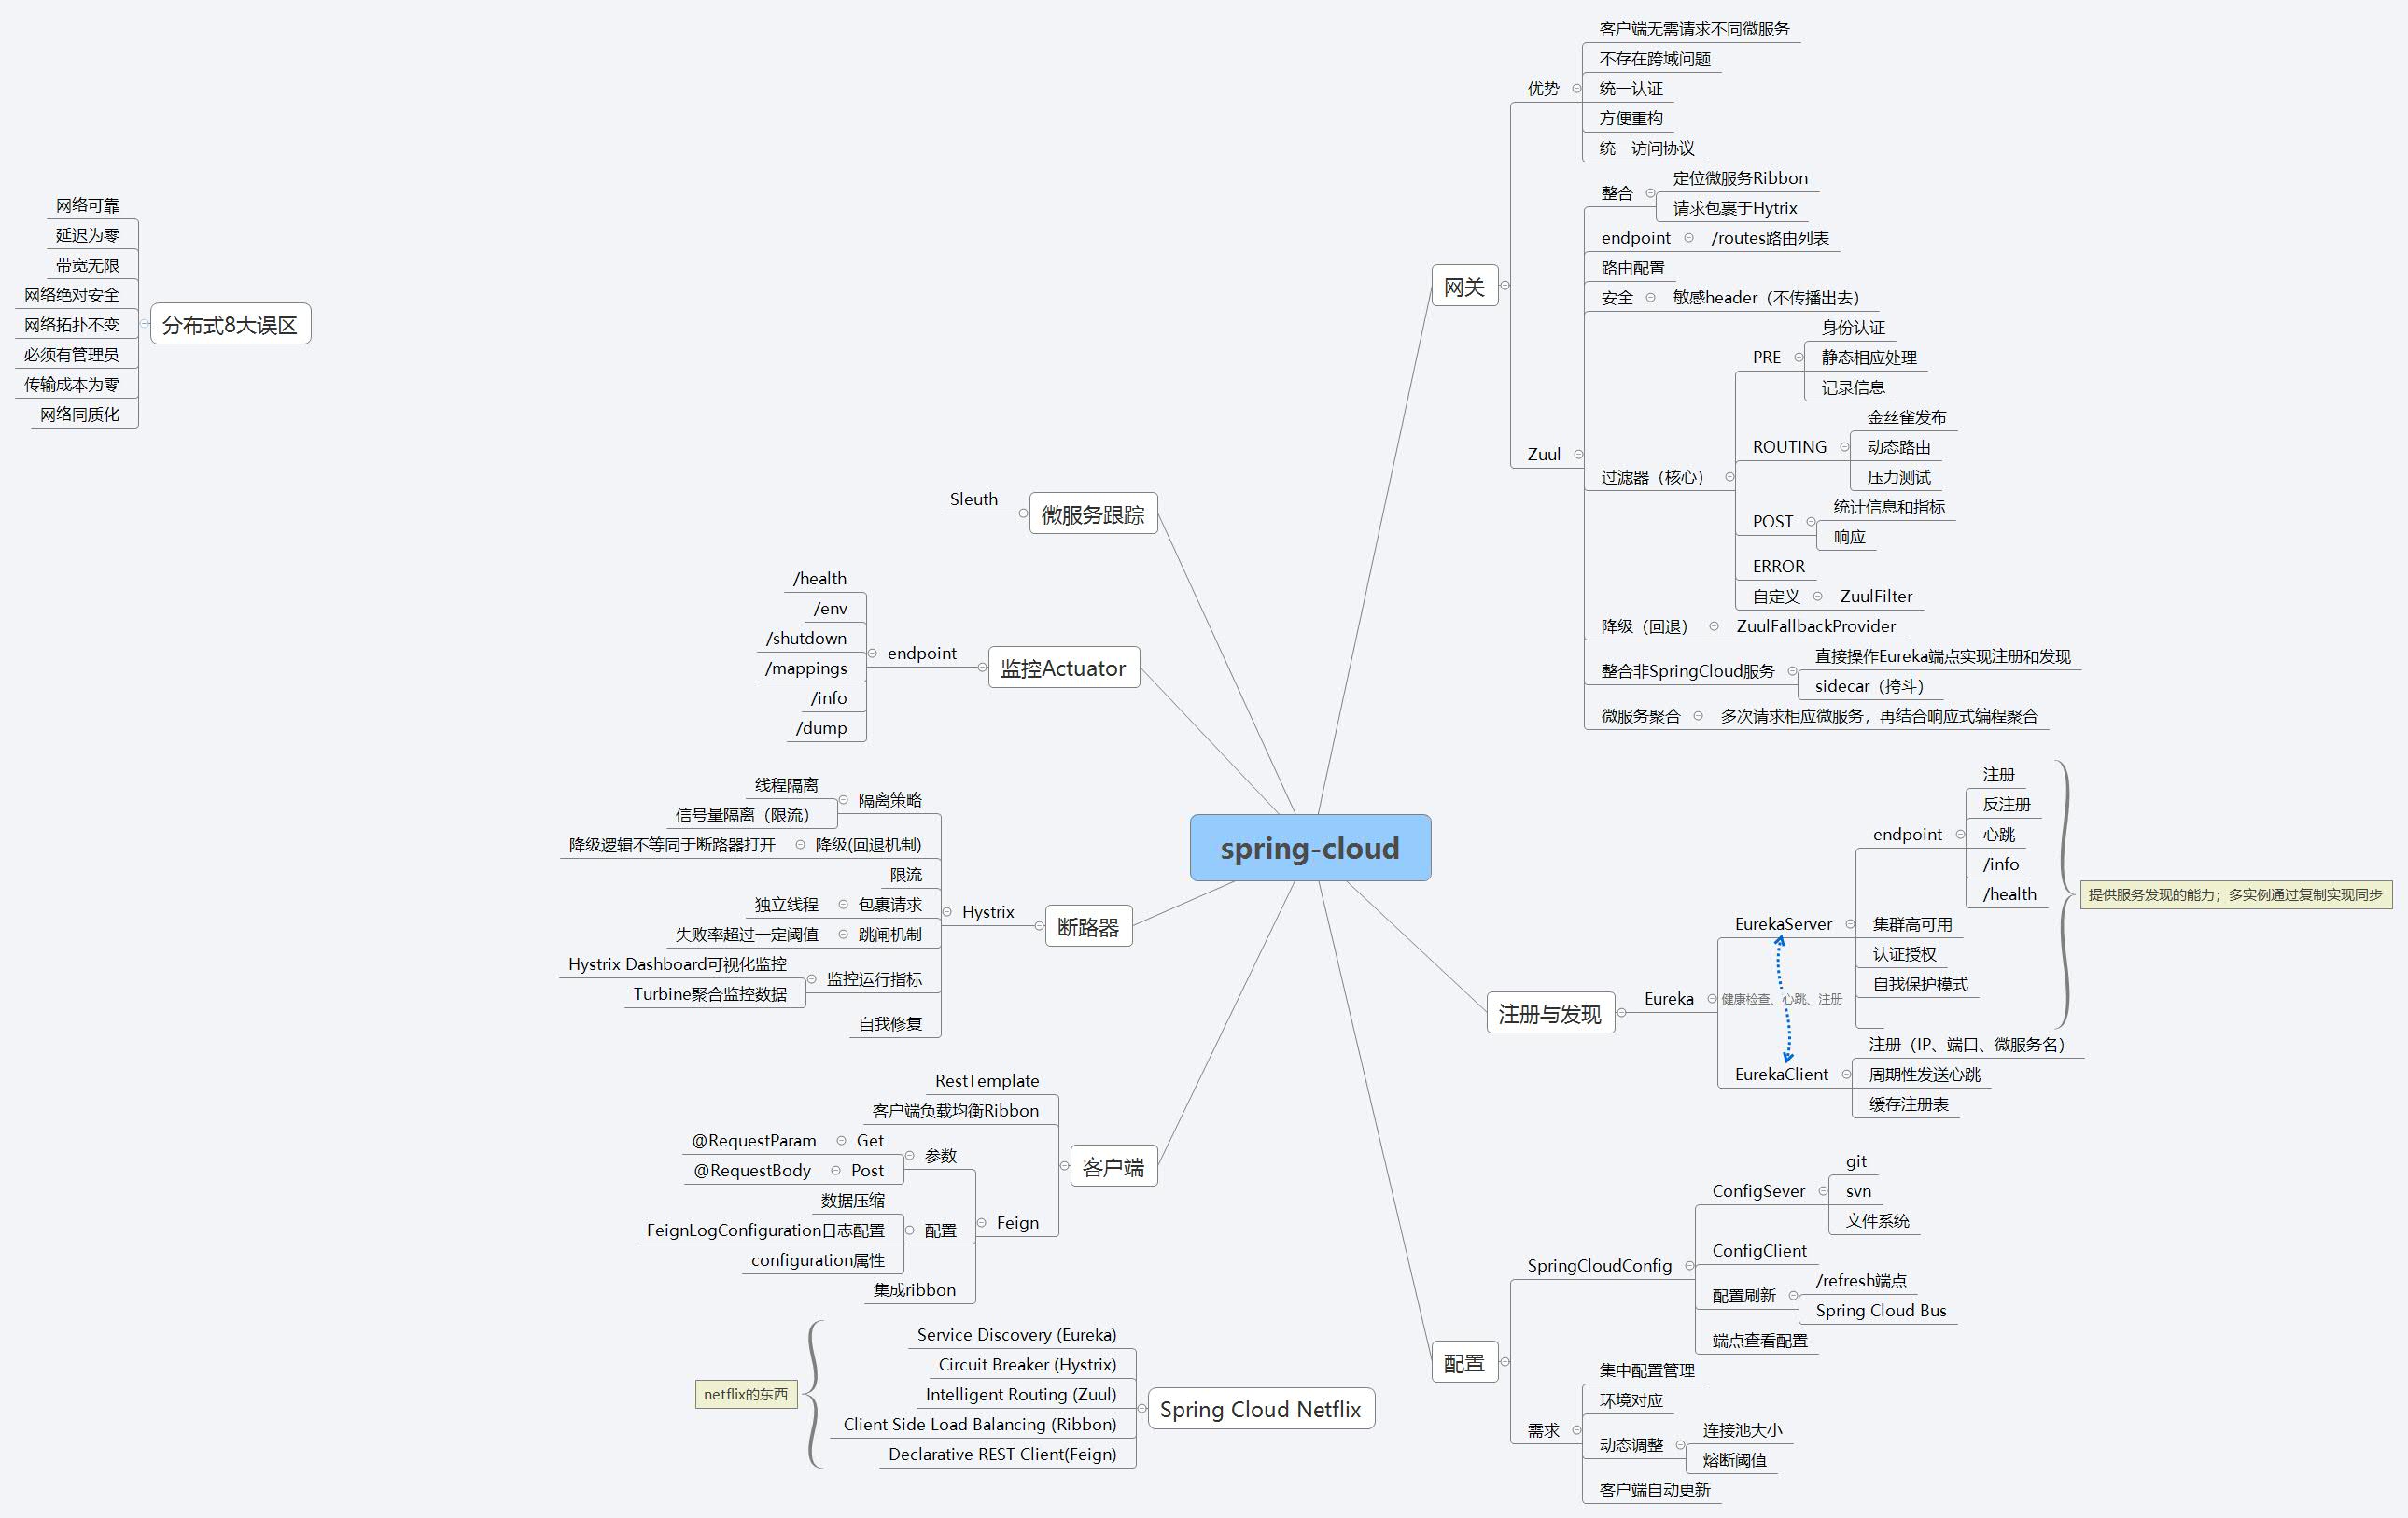 spring-cloud
网关
优势
客户端无需请求不同微服务
不存在跨域问题
统一认证
方便重构
统一访问协议
Zuul
整合
定位微服务Ribbon
请求包裹于Hytrix
endpoint
/routes路由列表
路由配置
安全
敏感header（不传播出去）
过滤器（核心）
PRE
身份认证
静态相应处理
记录信息
ROUTING
金丝雀发布
动态路由
压力测试
POST
统计信息和指标
响应
ERROR
自定义
ZuulFilter
降级（回退）
ZuulFallbackProvider
整合非SpringCloud服务
直接操作Eureka端点实现注册和发现
sidecar（挎斗）
微服务聚合
多次请求相应微服务，再结合响应式编程聚合
注册与发现
Eureka
EurekaServer
endpoint
注册
反注册
心跳
/info
/health
集群高可用
认证授权
自我保护模式
提供服务发现的能力；多实例通过复制实现同步
健康检查、心跳、注册
EurekaClient
注册（IP、端口、微服务名）
周期性发送心跳
缓存注册表
配置
SpringCloudConfig
ConfigSever
git
svn
文件系统
ConfigClient
配置刷新
/refresh端点
Spring Cloud Bus
端点查看配置
需求
集中配置管理
环境对应
动态调整
连接池大小
熔断阈值
客户端自动更新
微服务跟踪
Sleuth
监控Actuator
endpoint
/health
/env
/shutdown
/mappings
/info
/dump
断路器
Hystrix
隔离策略
线程隔离
信号量隔离（限流）
降级(回退机制)
降级逻辑不等同于断路器打开
限流
包裹请求
独立线程
跳闸机制
失败率超过一定阈值
监控运行指标
Hystrix Dashboard可视化监控
Turbine聚合监控数据
自我修复
客户端
RestTemplate
客户端负载均衡Ribbon
Feign
参数
Get
@RequestParam
Post
@RequestBody
配置
数据压缩
FeignLogConfiguration日志配置
configuration属性
集成ribbon
Spring Cloud Netflix
Service Discovery (Eureka)
Circuit Breaker (Hystrix)
Intelligent Routing (Zuul)
Client Side Load Balancing (Ribbon)
Declarative REST Client(Feign)
netflix的东西
分布式8大误区
网络可靠
延迟为零
带宽无限
网络绝对安全
网络拓扑不变
必须有管理员
传输成本为零
网络同质化